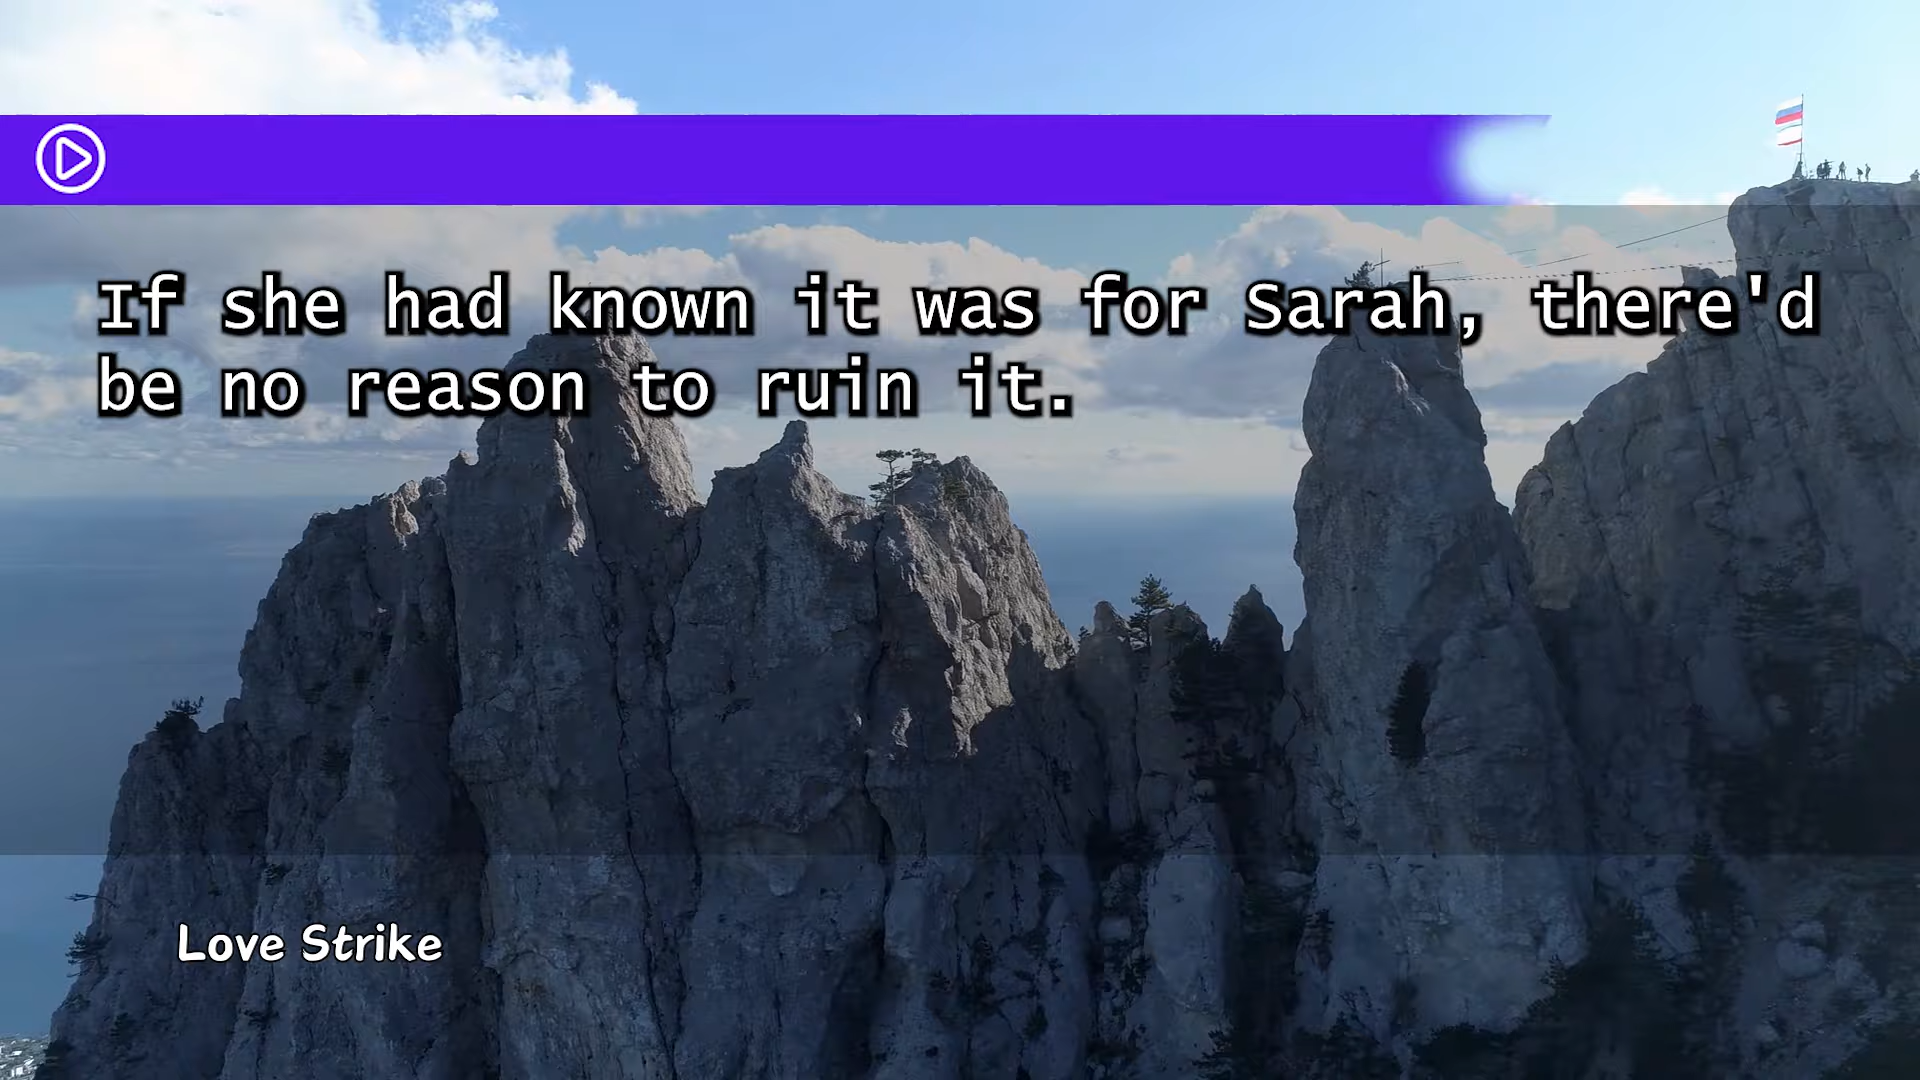 If she had known it was for Sarah, there'd
be no reason to ruin it.
Love Strike